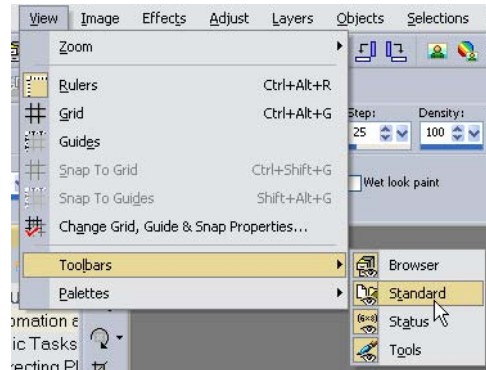 View Image Effects Adjust Layers Objects Selections
Zoom
Rulers Ctrl+Alt+R
Grid Ctrl+Alt+G
Guides
Snap To Grid Ctrl+Shift+G
Snap To Guides Shift+Alt+G
Change Grid, Guide & Snap Properties...
Toolbars
Palettes
Step: Density:
25 100
Wet look paint
Browser
Standard
Status
Tools
ic Tasks